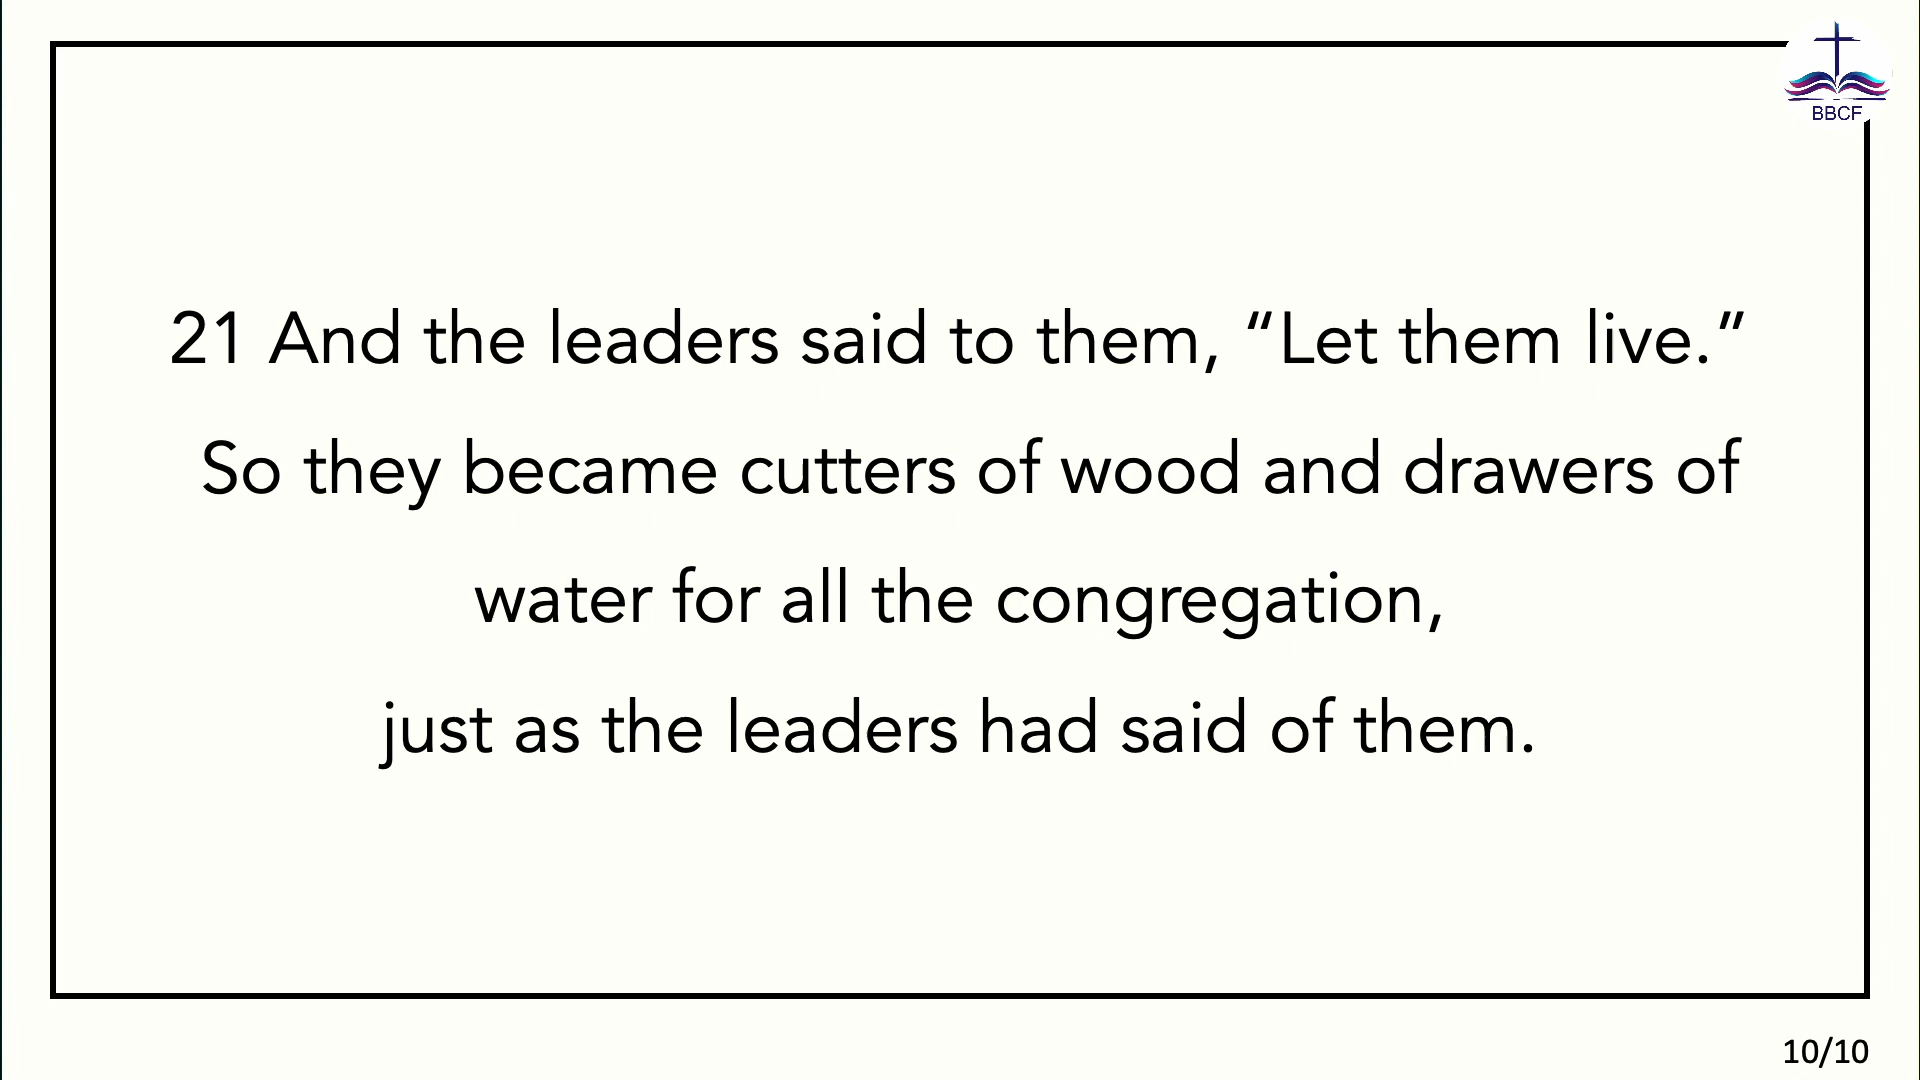 BBCF
21 And the leaders said to them, “Let them live.”
So they became cutters of wood and drawers of
water for all the congregation,
just as the leaders had said of them.
10/10